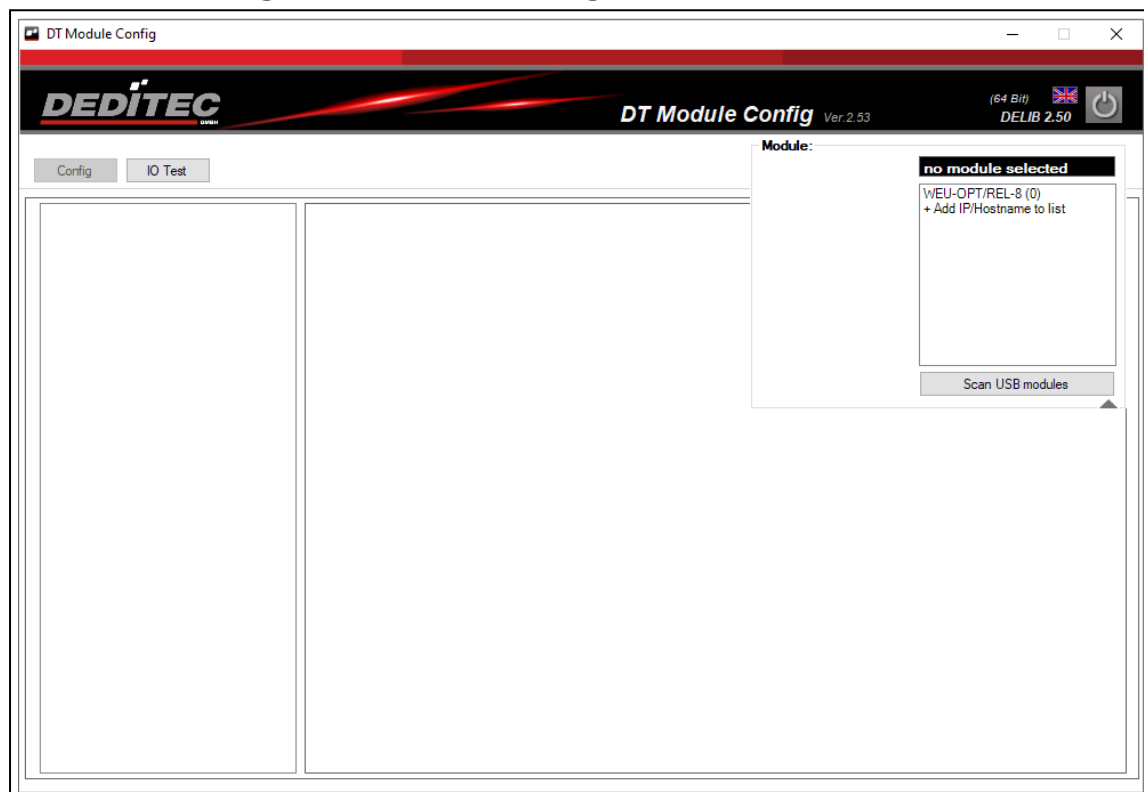 DT Module Config
DEDITEC
GMBH
DT Module Config Ver.2.53
(64 Bit)
DELIB 2.50
Config
IO Test
Module:
no module selected
WEU-OPT/REL-8 (0)
+ Add IP/Hostname to list
Scan USB modules